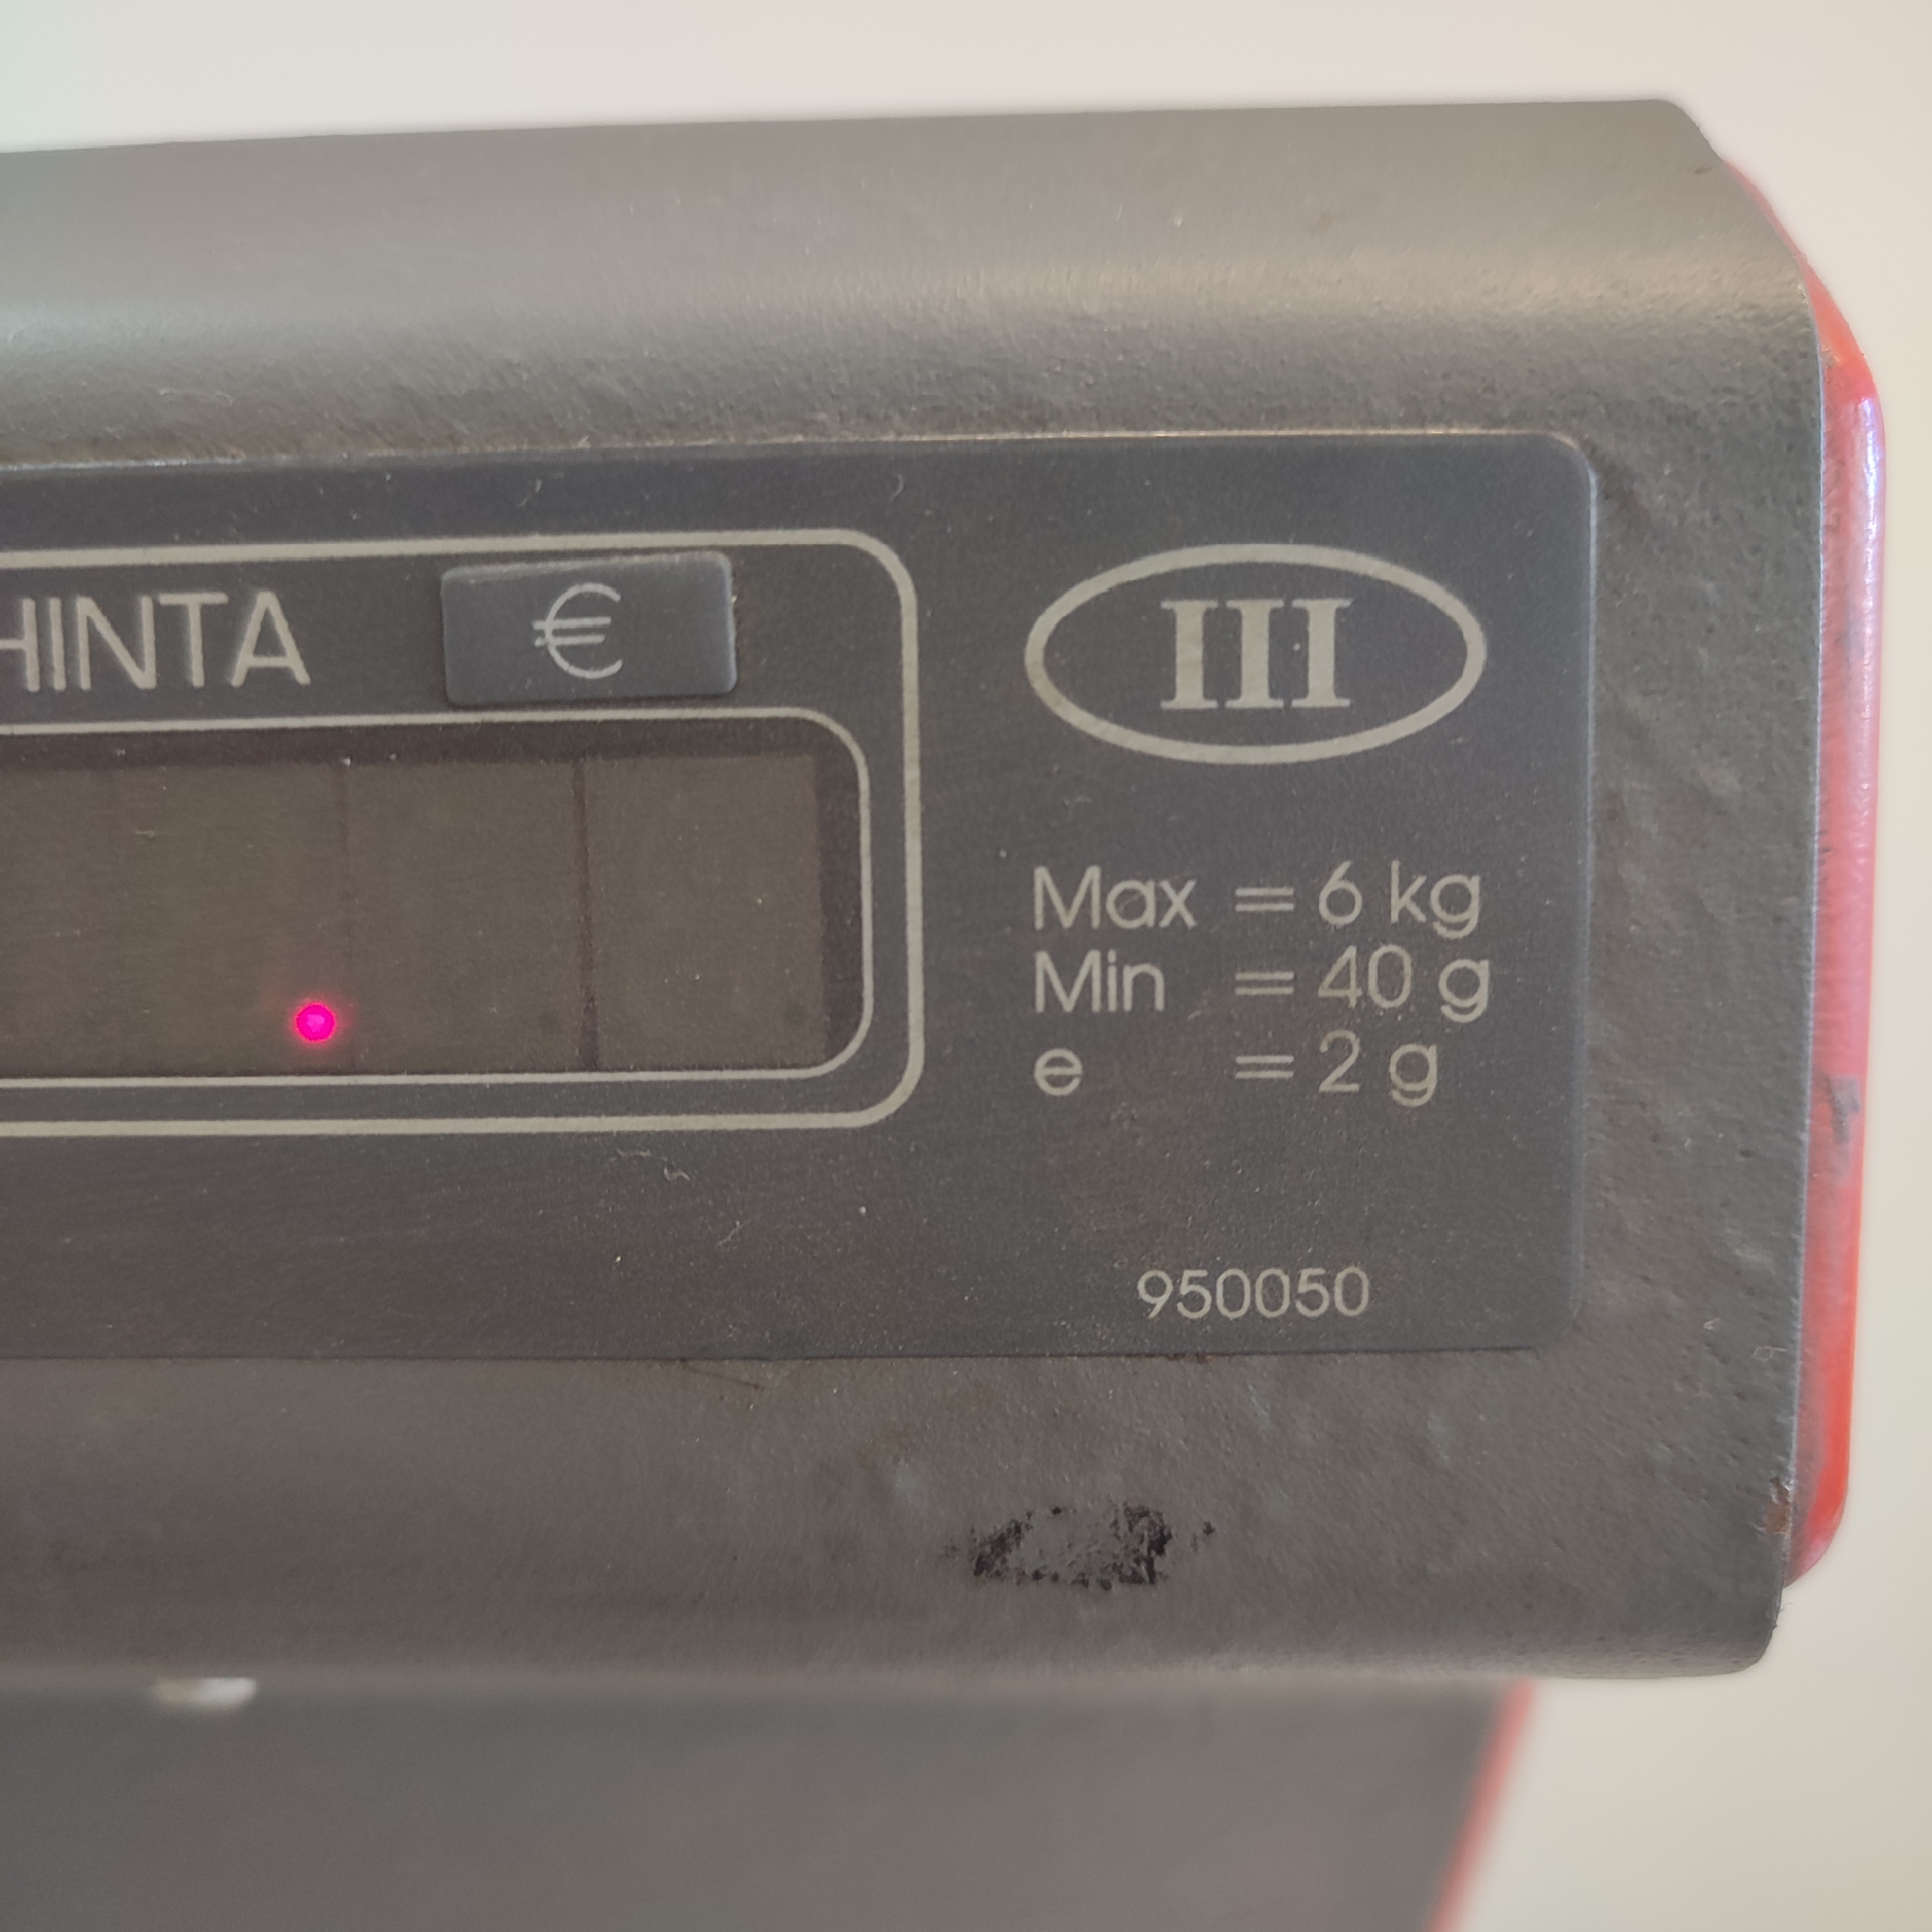 HINTA €
III
Max = 6 kg
Min = 40 g
e = 2 g
950050